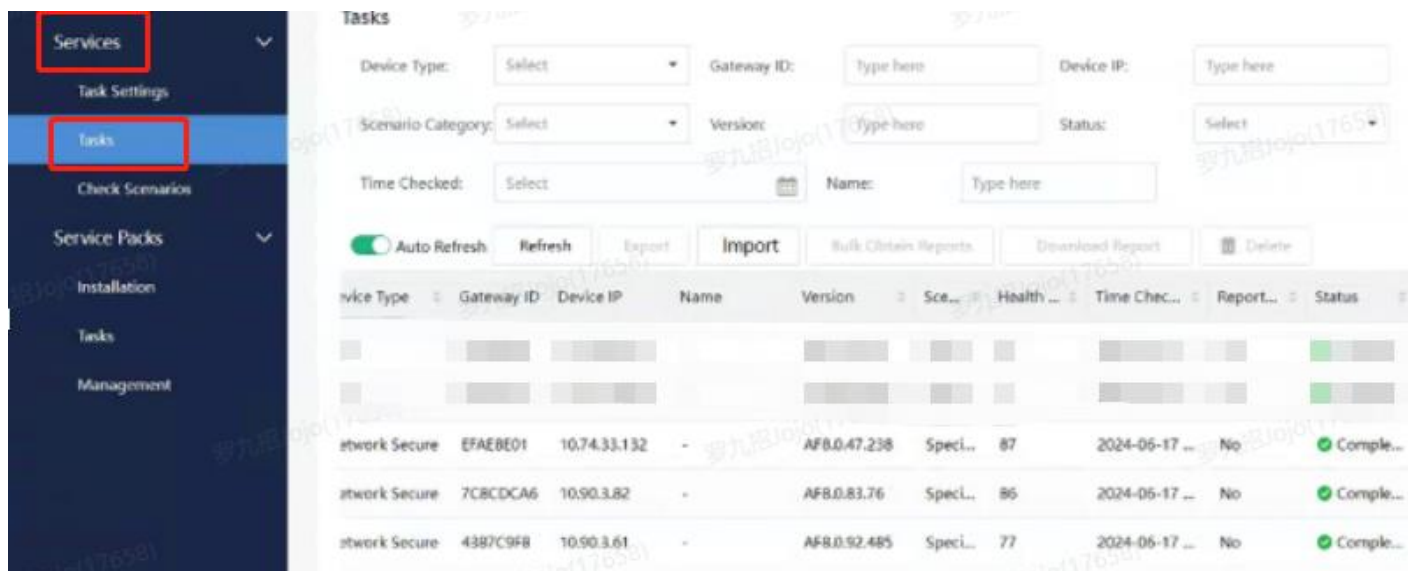 Tasks
Services
Device Type: Select Gateway ID: Type here Device IP: Type here
Task Settings
Scenario Category: Select Version: Type here Status: Select
Tasks
Time Checked: Select Name: Type here
Check Scenarios
Service Packs
Auto Refresh Refresh Export Import Bulk Obtain Reports Download Report Delete
Installation
evice Type Gateway ID Device IP Name Version Sce... Health ... Time Chec... Report... Status
Tasks
Management
etwork Secure EFAE8E01 10.74.33.132 - AF8.0.47.238 Speci... 87 2024-06-17 ... No Comple...
etwork Secure 7C8CDCA6 10.90.3.82 - AF8.0.83.76 Speci... 86 2024-06-17 ... No Comple...
etwork Secure 4387C9F8 10.90.3.61 - AF8.0.92.485 Speci... 77 2024-06-17 ... No Comple...